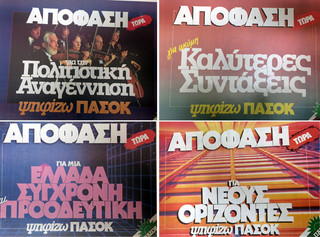 ΑΠΟΦΑΣΗ
ΤΩΡΑ
για την
Πολιτιστική
Αναγέννηση
ψηφίζω ΠΑΣΟΚ
ΑΠΟΦΑΣΗ
ΤΩΡΑ
για ακόμη
Καλύτερες
Συντάξεις
ψηφίζω ΠΑΣΟΚ
ΑΠΟΦΑΣΗ
ΤΩΡΑ
ΓΙΑ ΜΙΑ
ΕΛΛΑΔΑ
ΣΥΓΧΡΟΝΗ
ΠΡΟΟΔΕΥΤΙΚΗ
ψηφίζω ΠΑΣΟΚ
ΑΠΟΦΑΣΗ
ΤΩΡΑ
ΓΙΑ
ΝΕΟΥΣ
ΟΡΙΖΟΝΤΕΣ
ψηφίζω ΠΑΣΟΚ